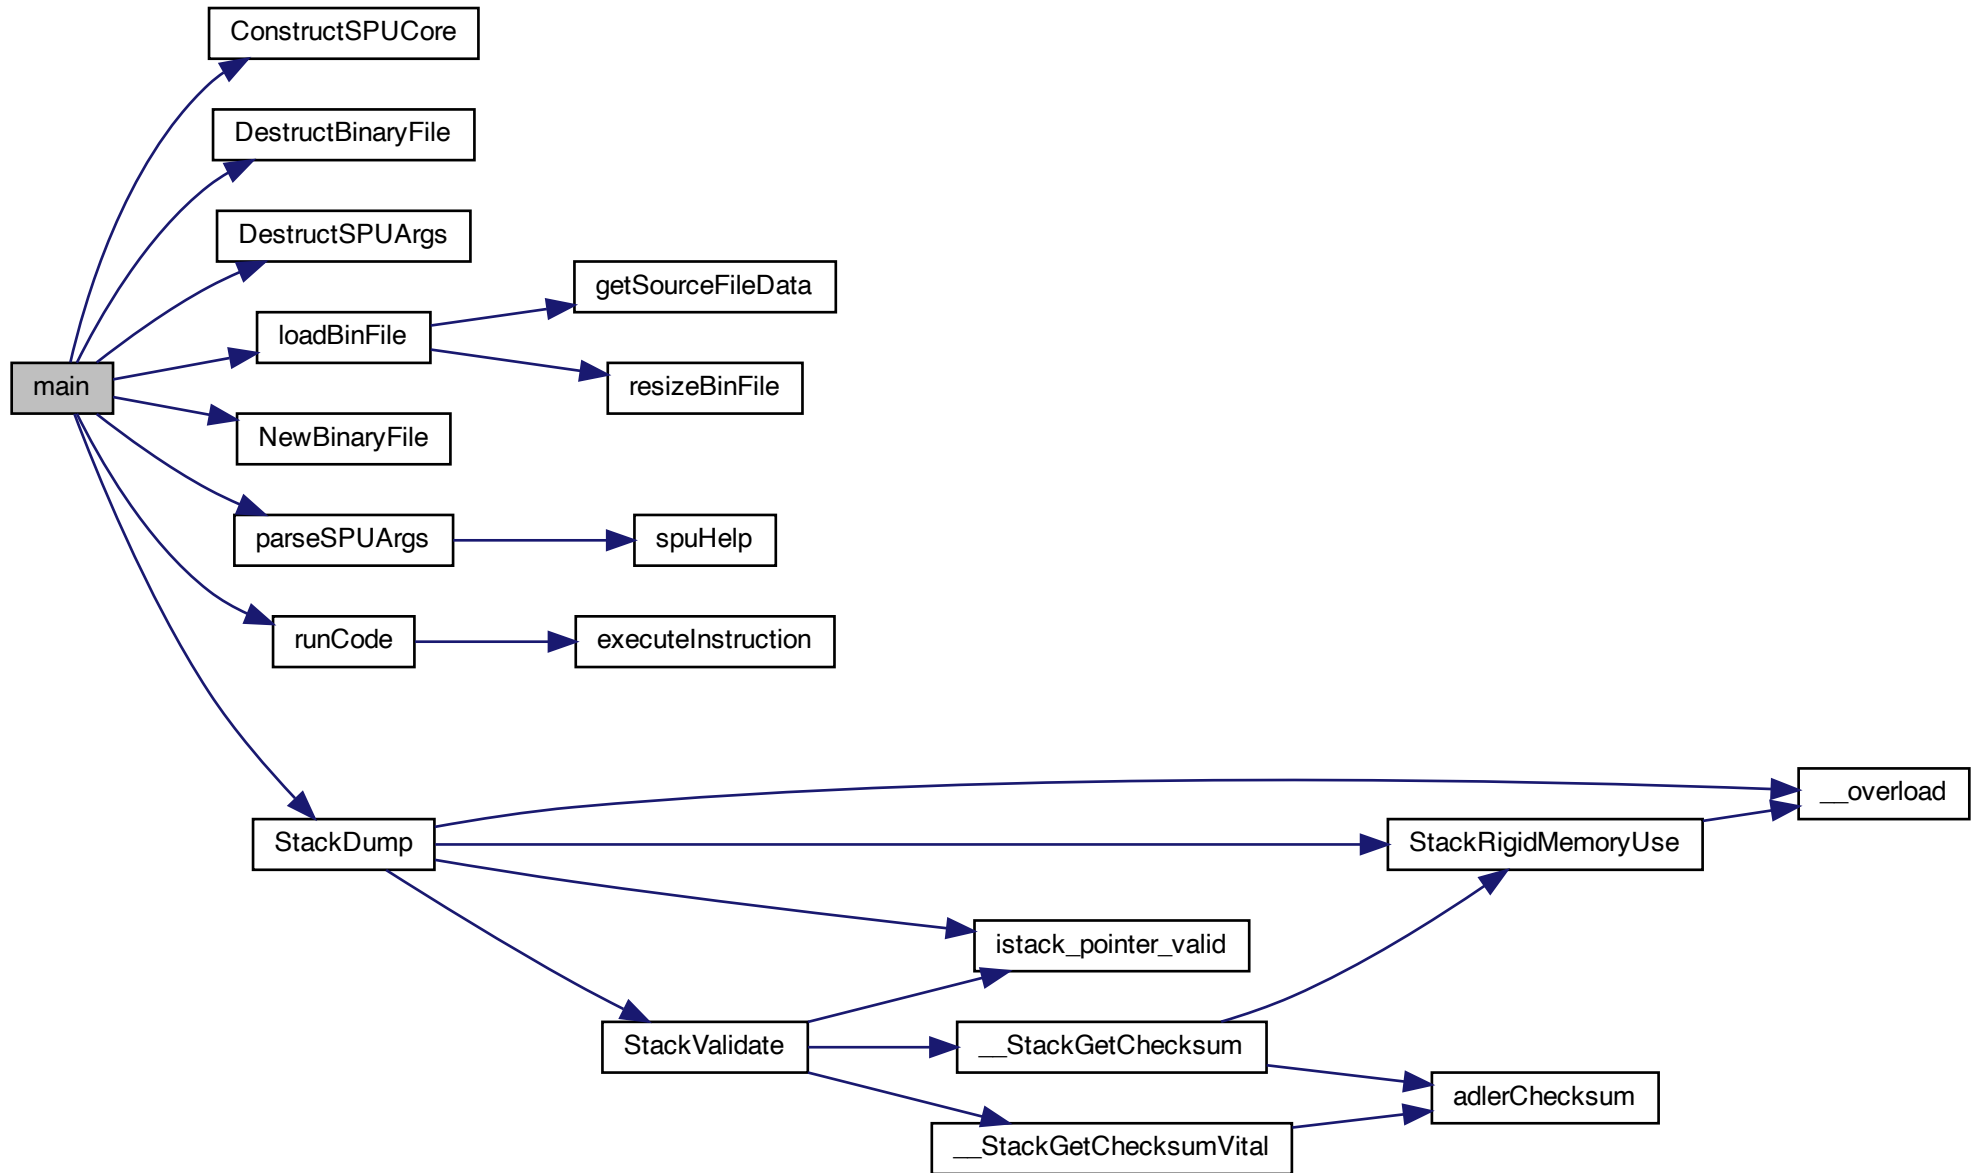 ConstructSPUCore
DestructBinaryFile
DestructSPUArgs
getSourceFileData
loadBinFile
main
resizeBinFile
NewBinaryFile
parseSPUArgs
spuHelp
runCode
executeInstruction
__overload
StackDump
StackRigidMemoryUse
istack_pointer_valid
StackValidate
__StackGetChecksum
adlerChecksum
__StackGetChecksumVital